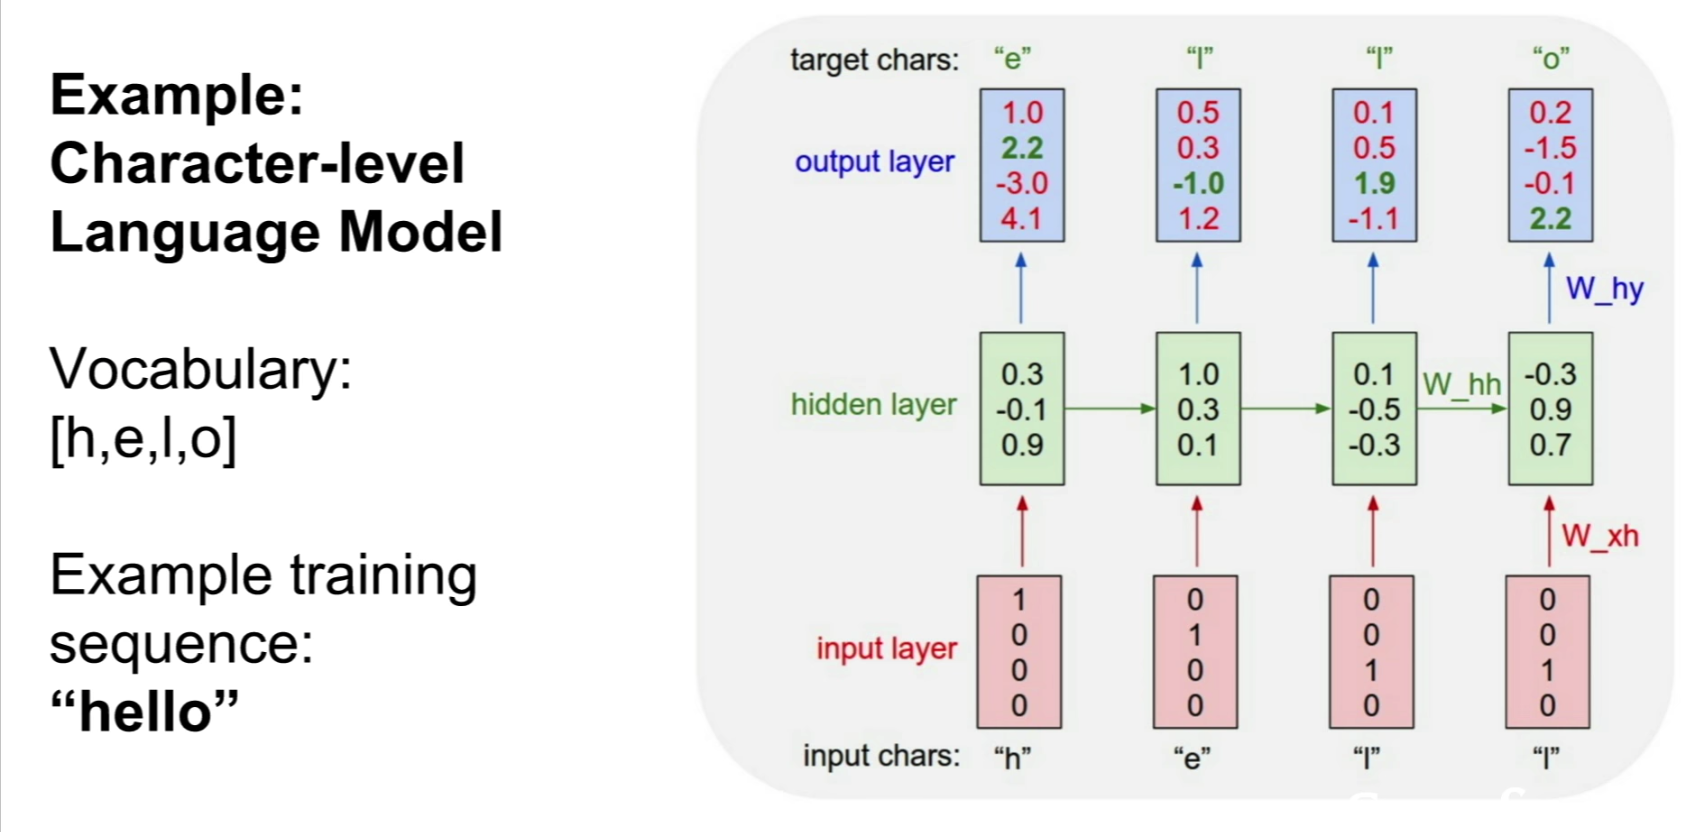 Example:
Character-level
Language Model
Vocabulary:
[h,e,l,o]
Example training
sequence:
“hello”
target chars: “e” “l” “l” “o”
1.0 0.5 0.1 0.2
2.2 0.3 0.5 -1.5
output layer
-3.0 -1.0 1.9 -0.1
4.1 1.2 -1.1 2.2
W_hy
0.3 1.0 0.1 W_hh -0.3
hidden layer -0.1 0.3 -0.5 0.9
0.9 0.1 -0.3 0.7
W_xh
1 0 0 0
0 1 0 0
input layer
0 0 1 1
0 0 0 0
input chars: “h” “e” “l” “l”